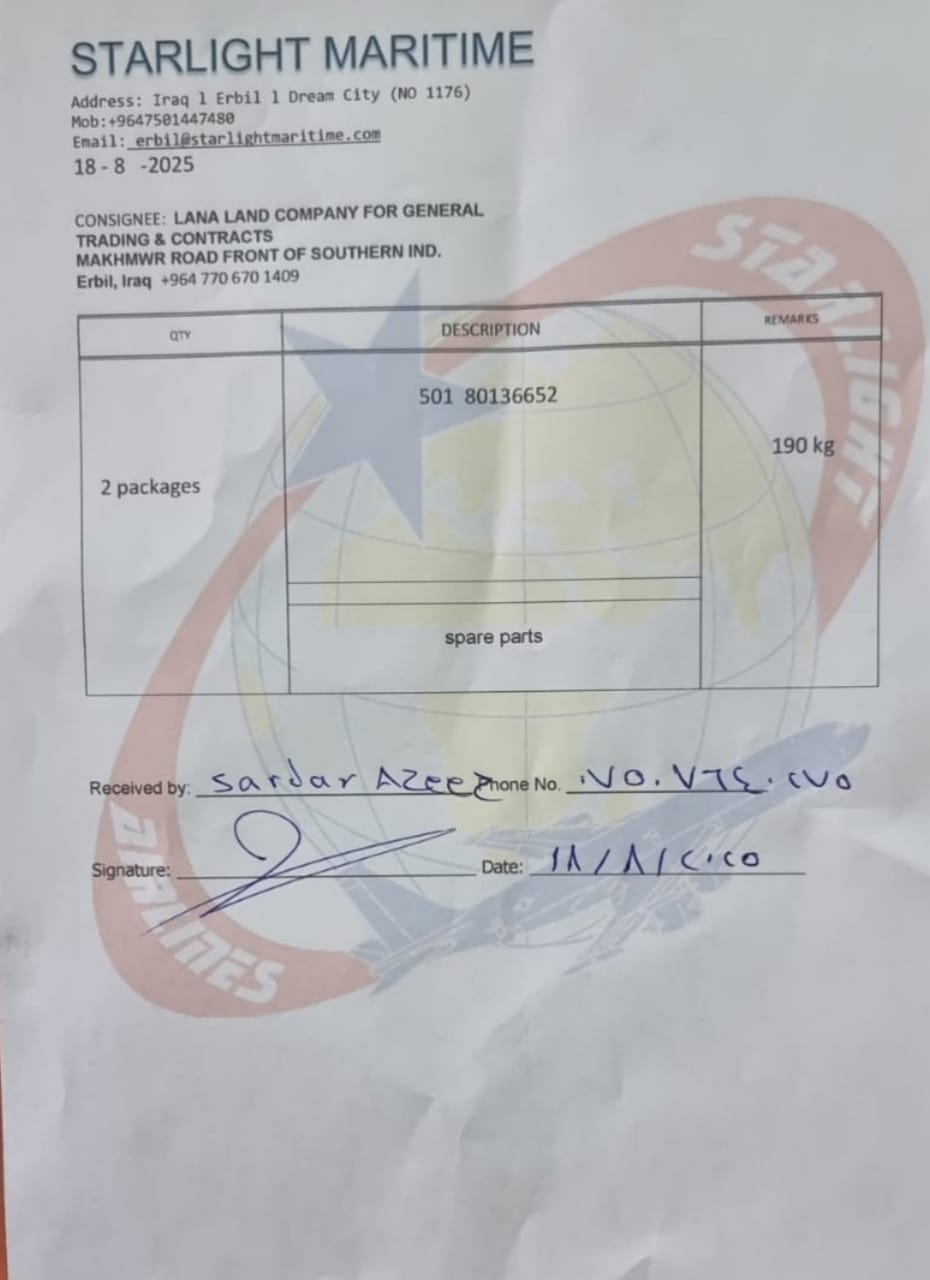 STARLIGHT MARITIME
Address: Iraq l Erbil l Dream City (NO 1176)
Mob:+9647501447480
Email: erbil@starlightmaritime.com
18 - 8 -2025
CONSIGNEE: LANA LAND COMPANY FOR GENERAL
TRADING & CONTRACTS
MAKHMWR ROAD FRONT OF SOUTHERN IND.
Erbil, Iraq +964 770 670 1409
QTY DESCRIPTION REMARKS
501 80136652
190 kg
2 packages
spare parts
Received by: Sardar Azeez Phone No. ٠٧٥٠٧٦٤٠٢٧٥
Signature: Date: ١٨/٨/٢٠٢٥
STARLIGHT
AIRLINES